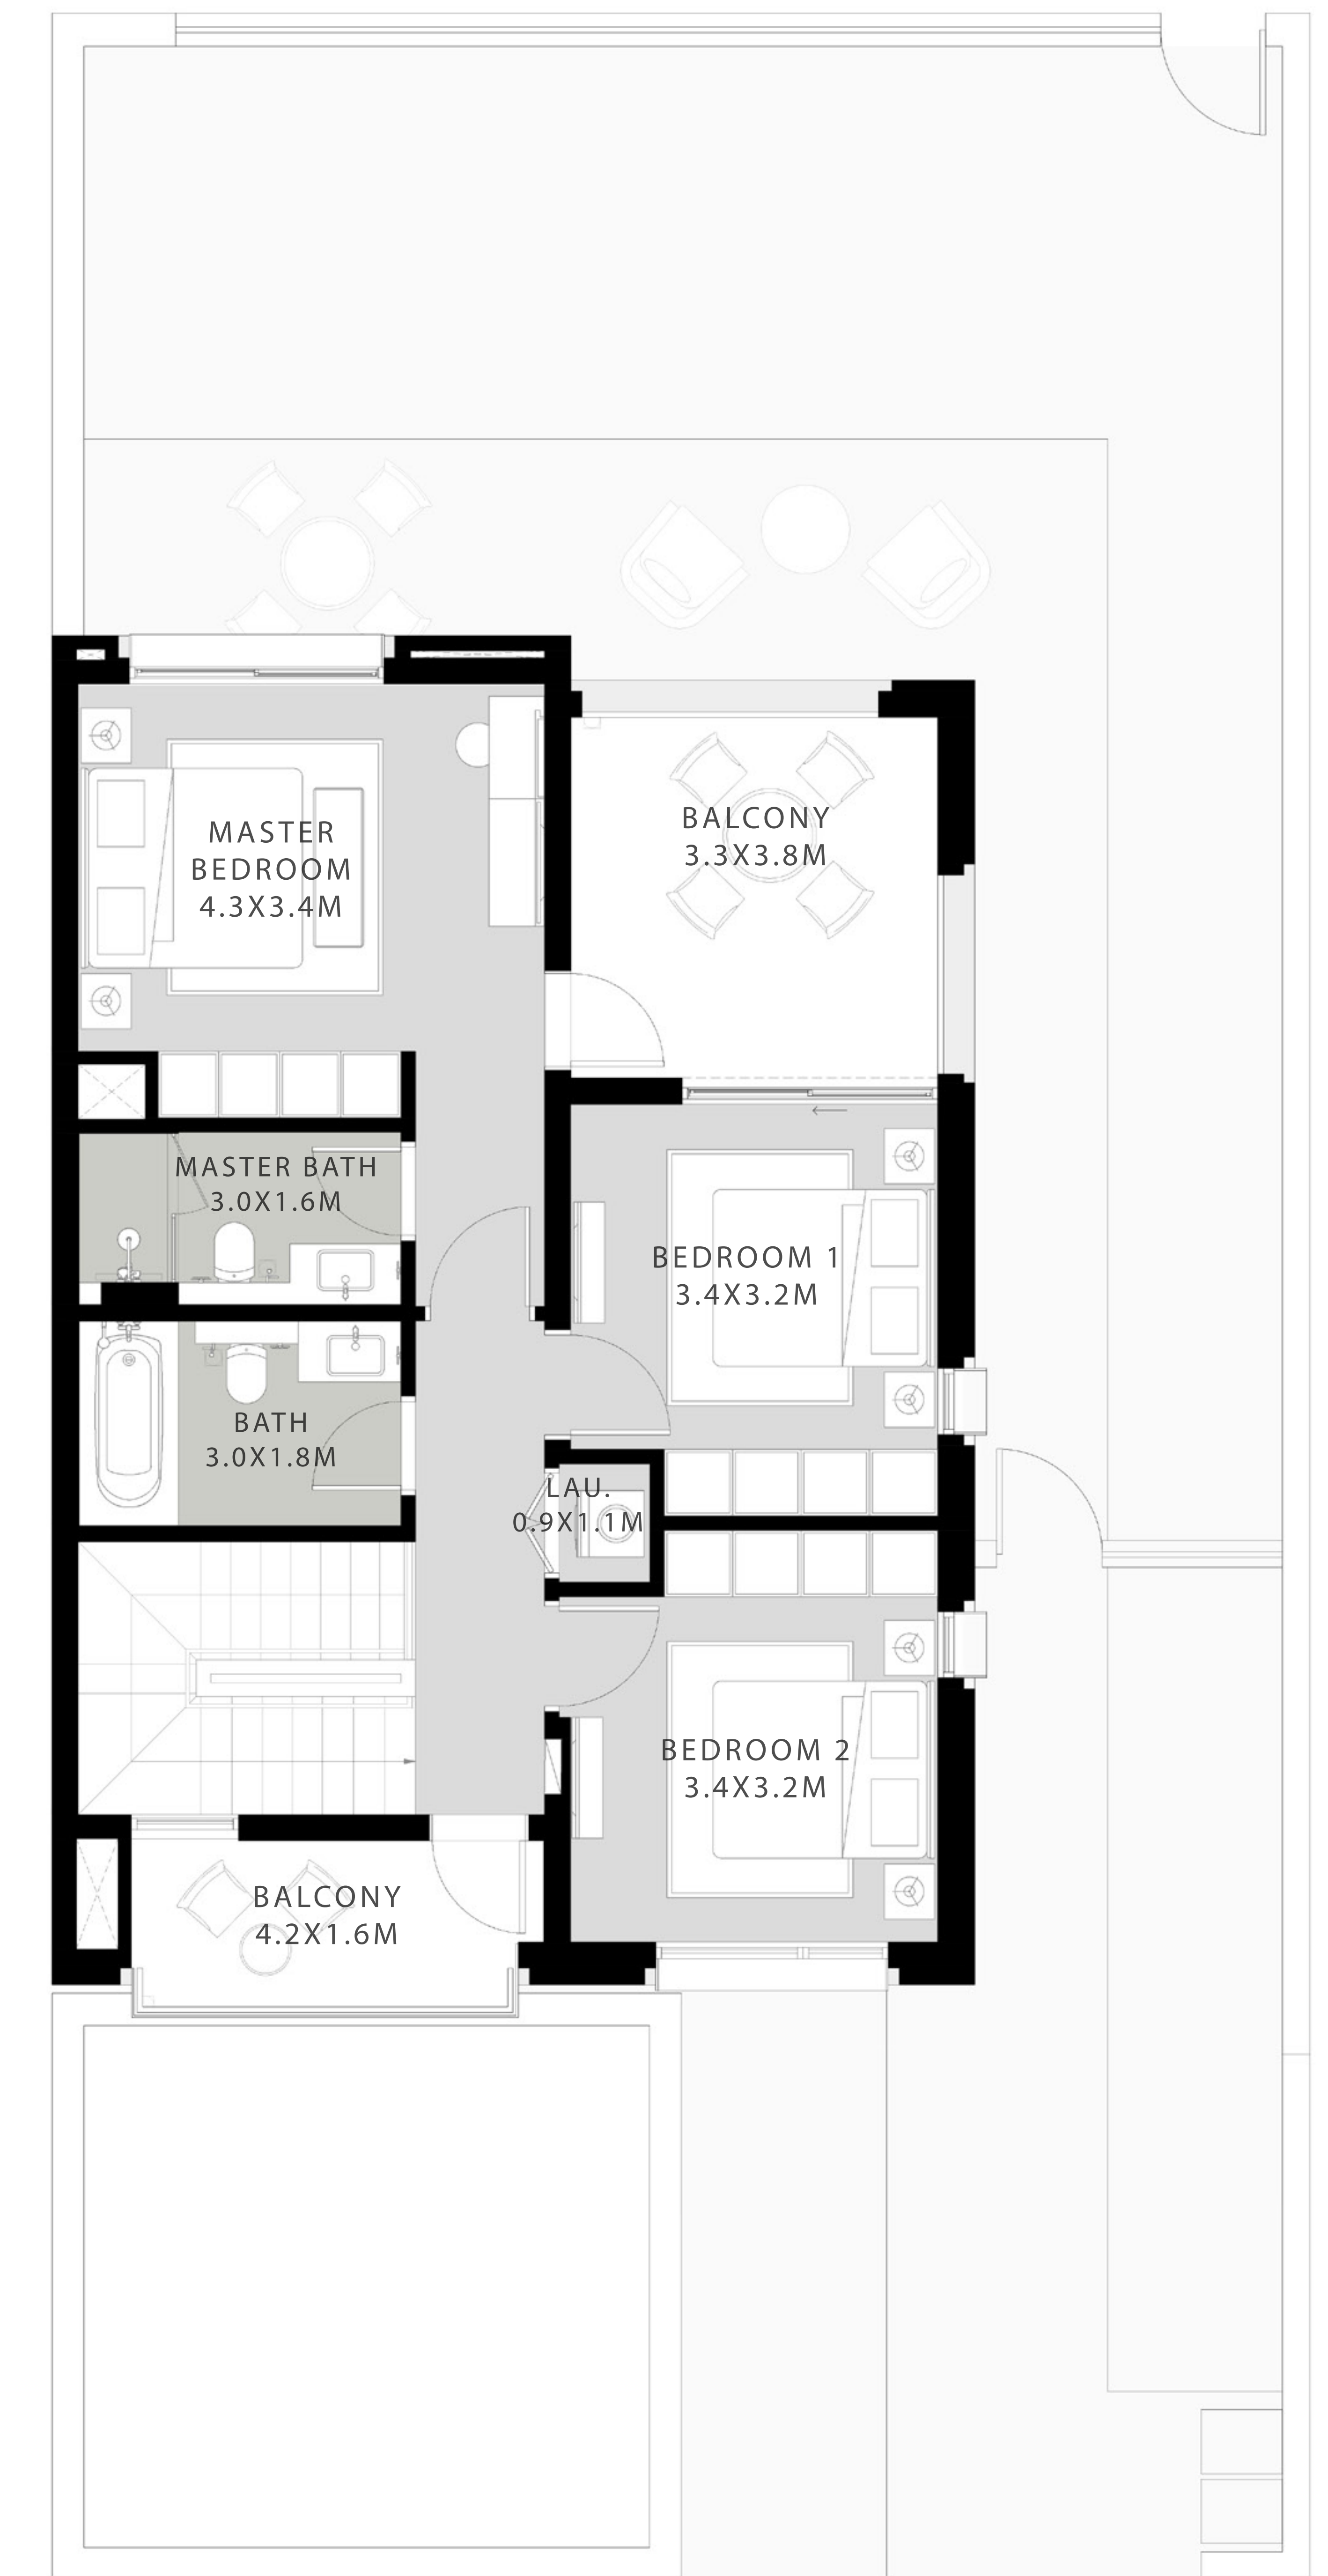 MASTER
BEDROOM
4.3X3.4M
BALCONY
3.3X3.8M
MASTER BATH
3.0X1.6M
BEDROOM 1
3.4X3.2M
BATH
3.0X1.8M
LAU.
0.9X1.1M
BEDROOM 2
3.4X3.2M
BALCONY
4.2X1.6M